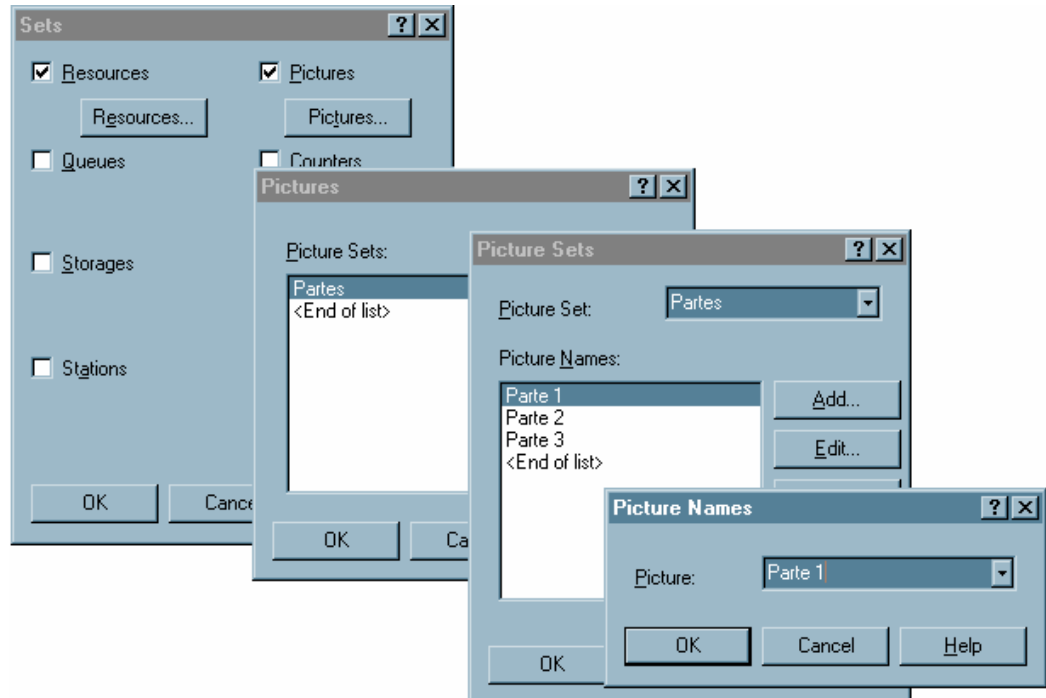 Sets
Resources
Pictures
Resources...
Pictures...
Queues
Counters
Storages
Stations
OK
Pictures
Picture Sets:
Partes
<End of list>
OK
Picture Sets
Picture Set:
Partes
Picture Names:
Parte 1
Parte 2
Parte 3
<End of list>
Add...
Edit...
OK
Picture Names
Picture:
Parte 1
OK
Cancel
Help